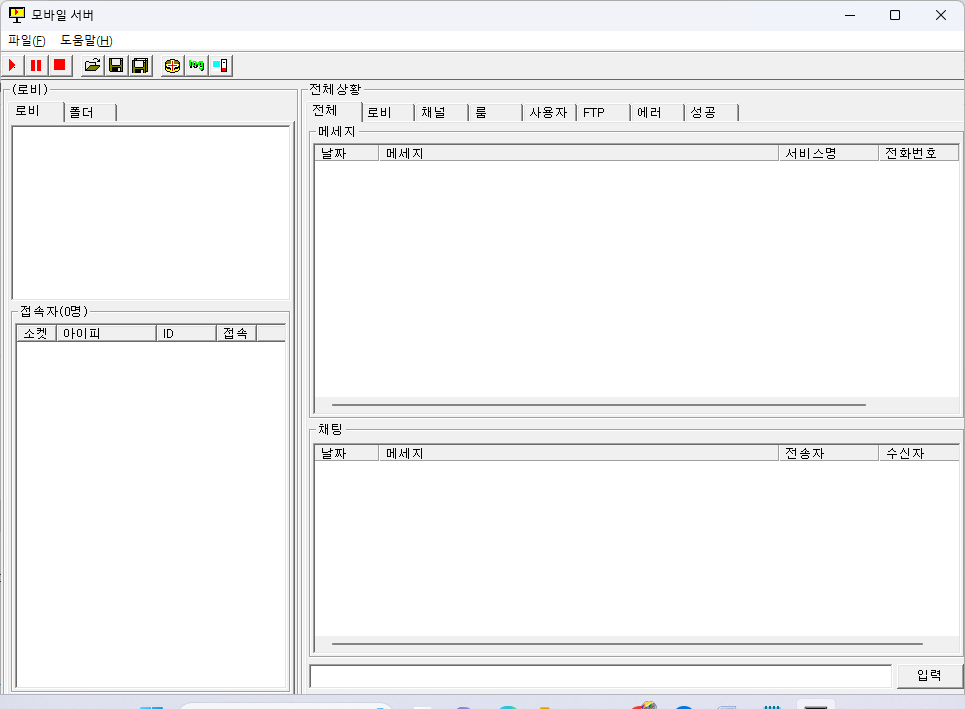 모바일 서버
파일(F) 도움말(H)
log
(로비)
로비 폴더
접속자(0명)
소켓 아이피 ID 접속
전체상황
전체 로비 채널 룸 사용자 FTP 에러 성공
메세지
날짜 메세지 서비스명 전화번호
채팅
날짜 메세지 전송자 수신자
입력